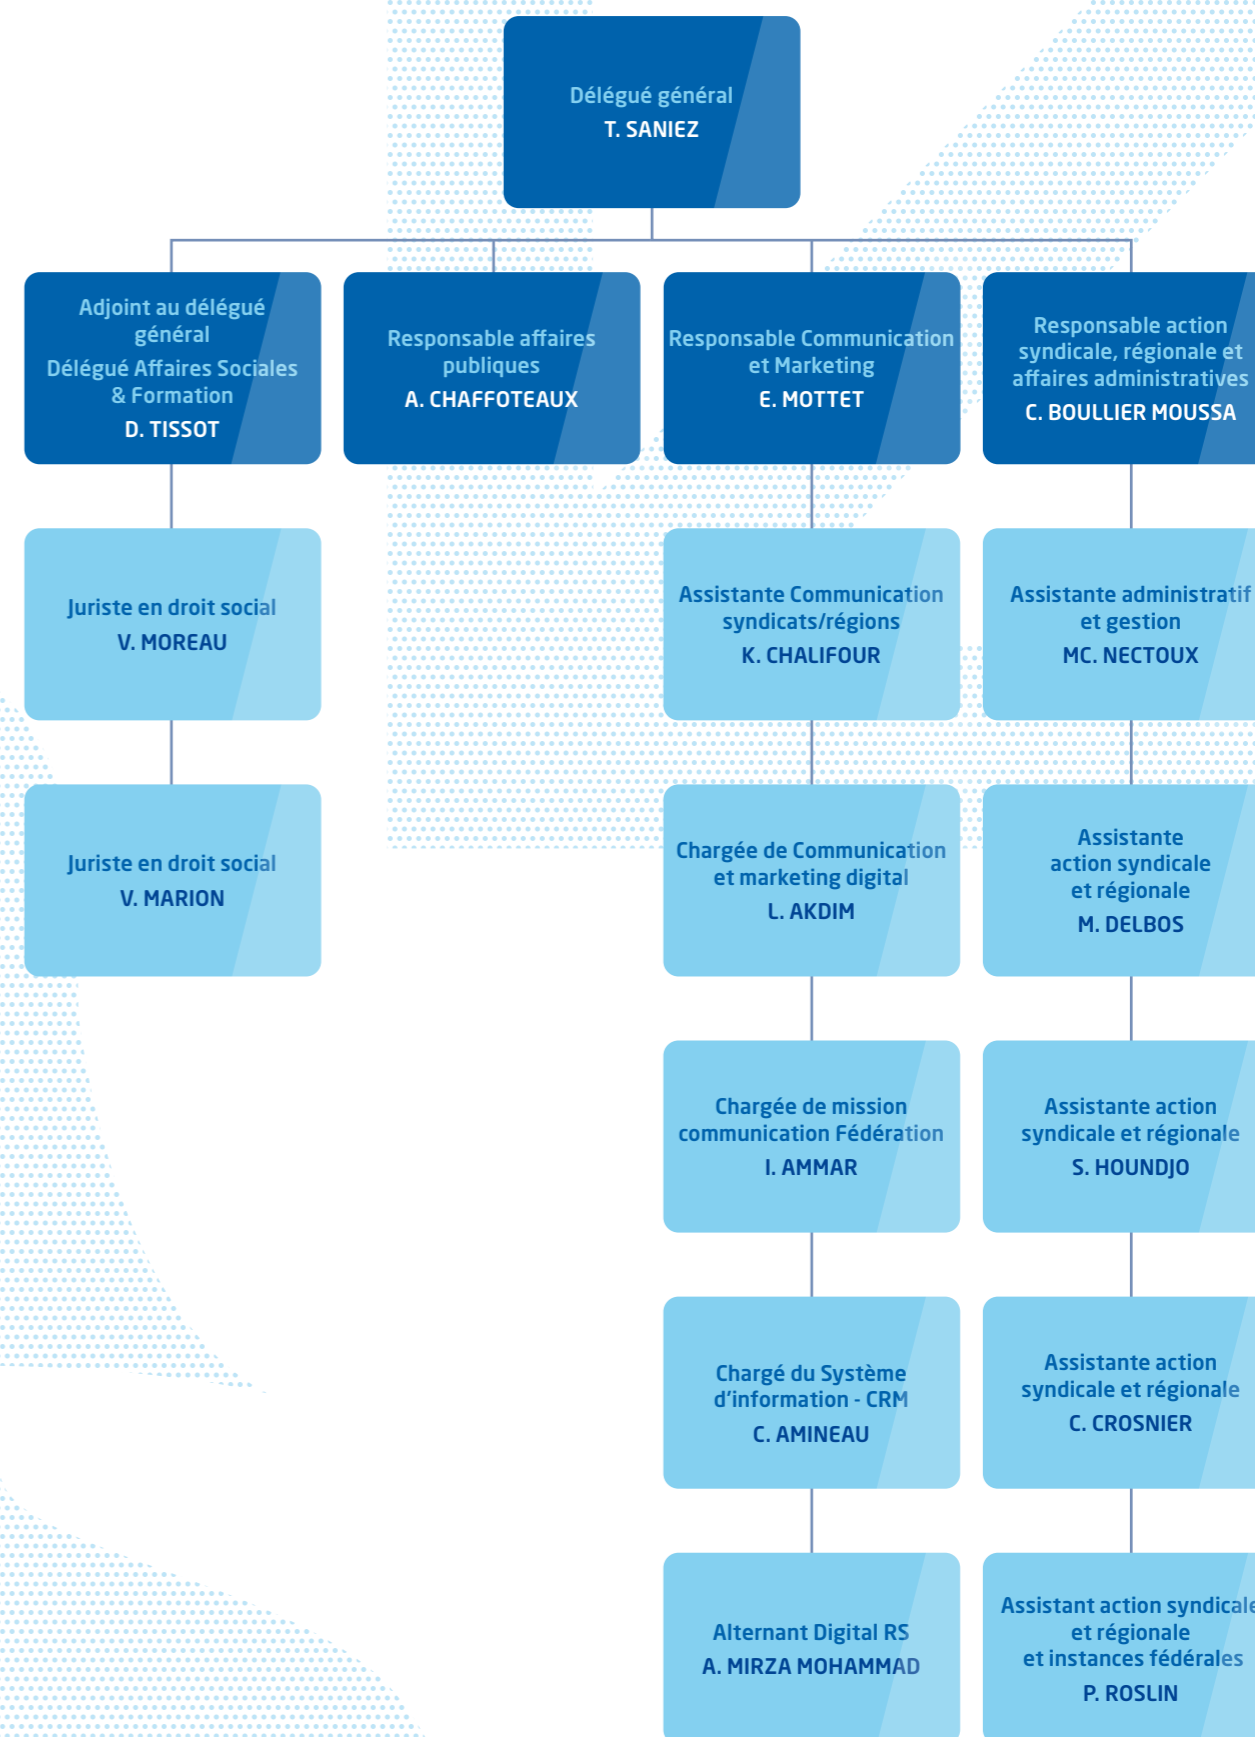 Délégué général
T. SANIEZ
Adjoint au délégué
général
Délégué Affaires Sociales
& Formation
D. TISSOT
Responsable affaires
publiques
A. CHAFFOTEAUX
Responsable Communication
et Marketing
E. MOTTET
Responsable action
syndicale, régionale et
affaires administratives
C. BOULLIER MOUSSA
Juriste en droit social
V. MOREAU
Assistante Communication
syndicats/régions
K. CHALIFOUR
Assistante administratif
et gestion
MC. NECTOUX
Juriste en droit social
V. MARION
Chargée de Communication
et marketing digital
L. AKDIM
Assistante
action syndicale
et régionale
M. DELBOS
Chargée de mission
communication Fédération
I. AMMAR
Assistante action
syndicale et régionale
S. HOUNDJO
Chargé du Système
d'information - CRM
C. AMINEAU
Assistante action
syndicale et régionale
C. CROSNIER
Alternant Digital RS
A. MIRZA MOHAMMAD
Assistant action syndicale
et régionale
et instances fédérales
P. ROSLIN